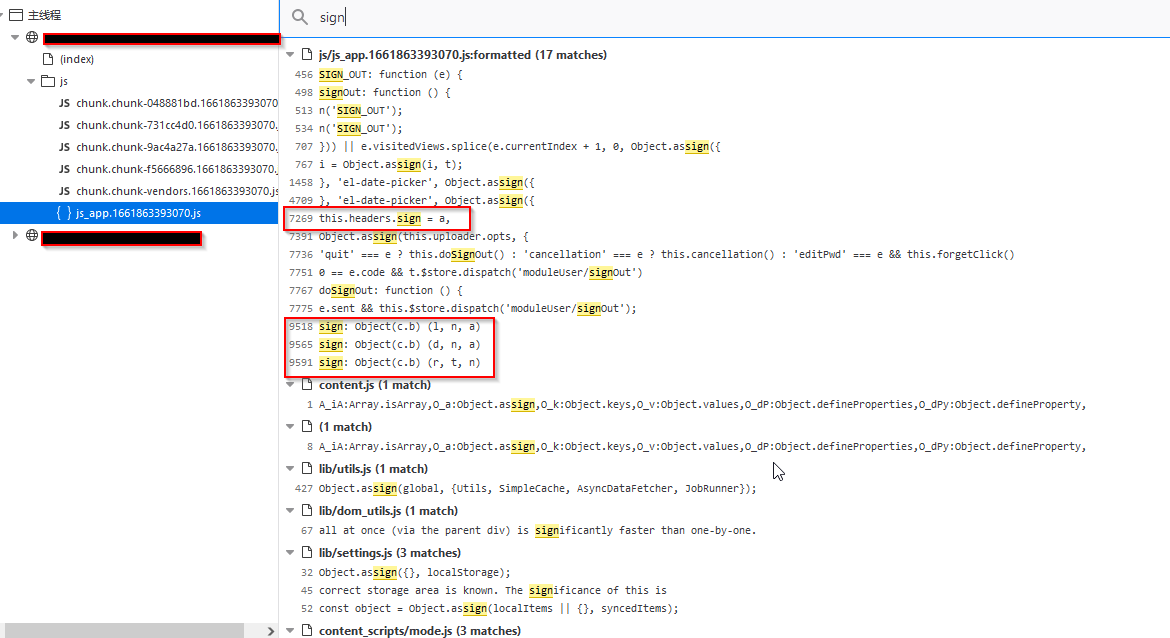 主线程
(index)
js
JS chunk.chunk-048881bd.1661863393070
JS chunk.chunk-731cc4d0.1661863393070.
JS chunk.chunk-9ac4a27a.1661863393070.
JS chunk.chunk-f5666896.1661863393070.
JS chunk.chunk-vendors.1661863393070.js
{ } js_app.1661863393070.js
sign
js/js_app.1661863393070.js:formatted (17 matches)
456 SIGN_OUT: function (e) {
498 signOut: function () {
513 n('SIGN_OUT');
534 n('SIGN_OUT');
707 })) || e.visitedViews.splice(e.currentIndex + 1, 0, Object.assign({
767 i = Object.assign(i, t);
1458 }, 'el-date-picker', Object.assign({
4709 }, 'el-date-picker', Object.assign({
7269 this.headers.sign = a,
7391 Object.assign(this.uploader.opts, {
7736 'quit' === e ? this.doSignOut() : 'cancellation' === e ? this.cancellation() : 'editPwd' === e && this.forgetClick()
7751 0 == e.code && t.$store.dispatch('moduleUser/signOut')
7767 doSignOut: function () {
7775 e.sent && this.$store.dispatch('moduleUser/signOut');
9518 sign: Object(c.b) (l, n, a)
9565 sign: Object(c.b) (d, n, a)
9591 sign: Object(c.b) (r, t, n)
content.js (1 match)
1 A_iA:Array.isArray,O_a:Object.assign,O_k:Object.keys,O_v:Object.values,O_dP:Object.defineProperties,O_dPy:Object.defineProperty,
(1 match)
8 A_iA:Array.isArray,O_a:Object.assign,O_k:Object.keys,O_v:Object.values,O_dP:Object.defineProperties,O_dPy:Object.defineProperty,
lib/utils.js (1 match)
427 Object.assign(global, {Utils, SimpleCache, AsyncDataFetcher, JobRunner});
lib/dom_utils.js (1 match)
67 all at once (via the parent div) is significantly faster than one-by-one.
lib/settings.js (3 matches)
32 Object.assign({}, localStorage);
45 correct storage area is known. The significance of this is
52 const object = Object.assign(localItems || {}, syncedItems);
content_scripts/mode.js (3 matches)